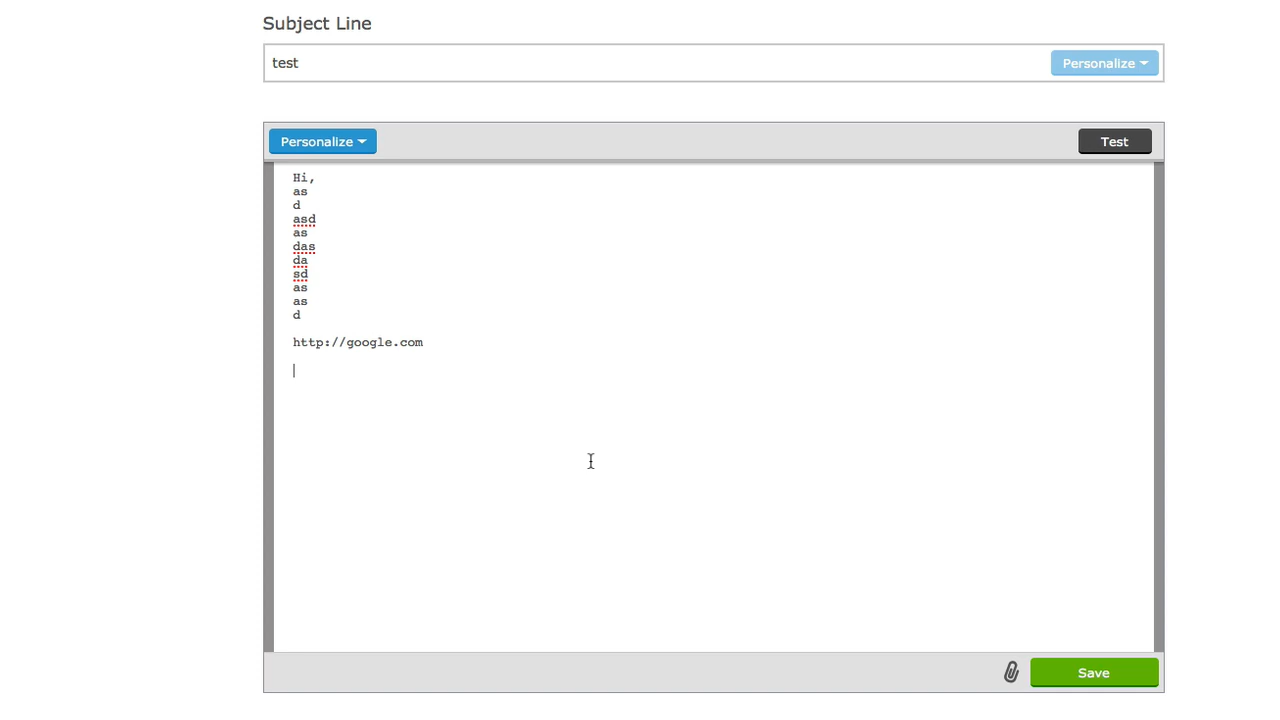 Subject Line
test
Personalize
Personalize
Test
Hi,
as
d
asd
as
das
da
sd
as
as
d
http://google.com
Save